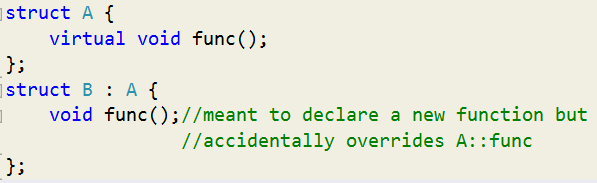 struct A {
    virtual void func();
};
struct B : A {
    void func();//meant to declare a new function but
                //accidentally overrides A::func
};